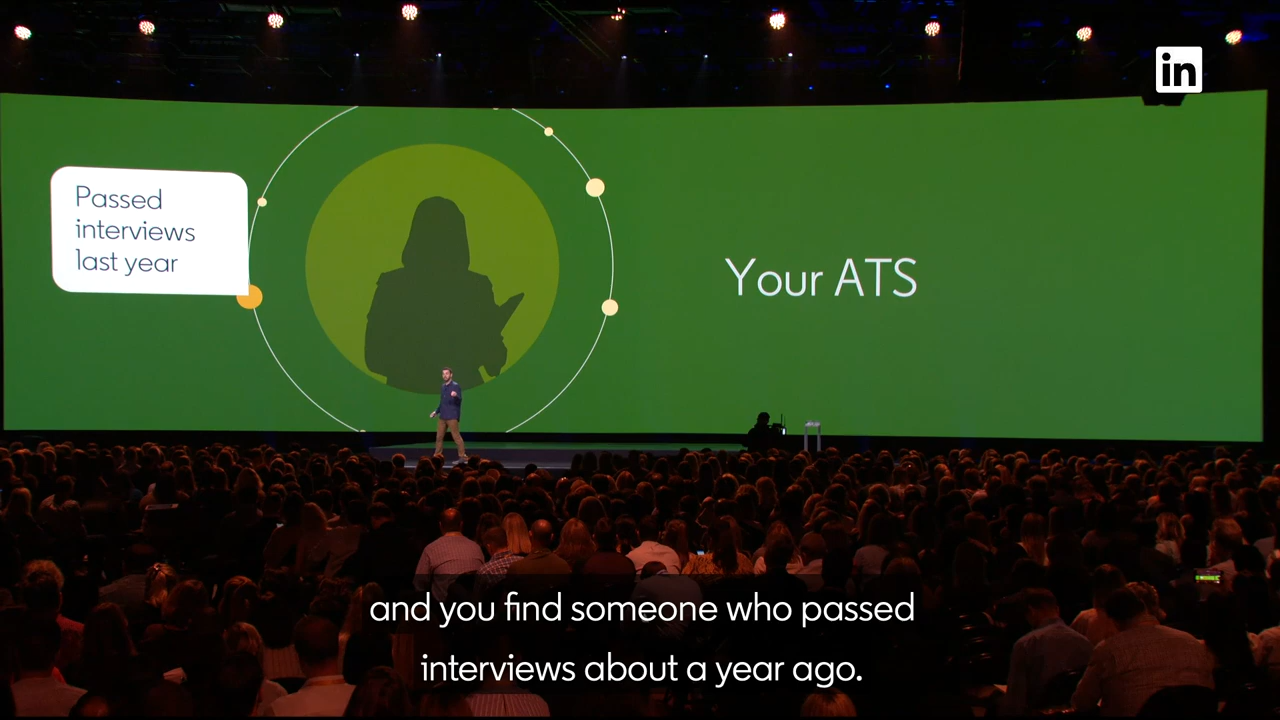 in
Passed
interviews
last year
Your ATS
and you find someone who passed
interviews about a year ago.